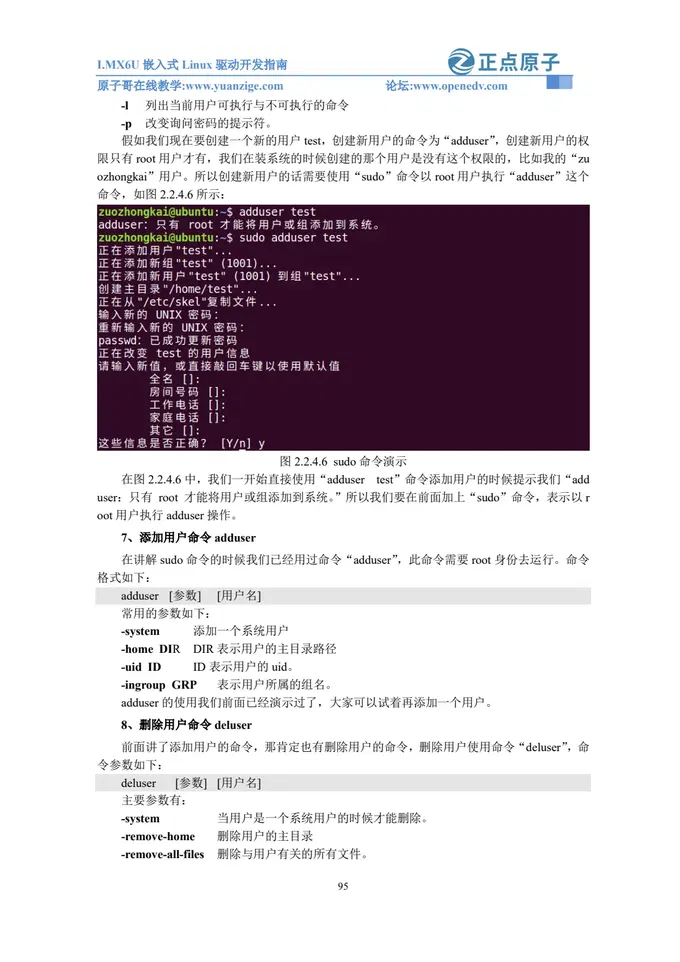 I.MX6U 嵌入式 Linux 驱动开发指南
正点原子
原子哥在线教学:www.yuanzige.com 论坛:www.openedv.com
-l 列出当前用户可执行与不可执行的命令
-p 改变询问密码的提示符。
假如我们现在要创建一个新的用户 test，创建新用户的命令为“adduser”，创建新用户的权
限只有 root 用户才有，我们在装系统的时候创建的那个用户是没有这个权限的，比如我的“zu
ozhongkai”用户。所以创建新用户的话需要使用“sudo”命令以 root 用户执行“adduser”这个
命令，如图 2.2.4.6 所示：
zuozhongkai@ubuntu:~$ adduser test
adduser：只有 root 才能将用户或组添加到系统。
zuozhongkai@ubuntu:~$ sudo adduser test
正在添加用户"test"...
正在添加新组"test" (1001)...
正在添加新用户"test" (1001) 到组"test"...
创建主目录"/home/test"...
正在从"/etc/skel"复制文件...
输入新的 UNIX 密码：
重新输入新的 UNIX 密码：
passwd：已成功更新密码
正在改变 test 的用户信息
请输入新值，或直接敲回车键以使用默认值
全名 []:
房间号码 []:
工作电话 []:
家庭电话 []:
其它 []:
这些信息是否正确？ [Y/n] y
图 2.2.4.6 sudo 命令演示
在图 2.2.4.6 中，我们一开始直接使用“adduser test”命令添加用户的时候提示我们“add
user：只有 root 才能将用户或组添加到系统。”所以我们要在前面加上“sudo”命令，表示以 r
oot 用户执行 adduser 操作。
7、添加用户命令 adduser
在讲解 sudo 命令的时候我们已经用过命令“adduser”，此命令需要 root 身份去运行。命令
格式如下：
adduser [参数] [用户名]
常用的参数如下：
-system 添加一个系统用户
-home DIR DIR 表示用户的主目录路径
-uid ID ID 表示用户的 uid。
-ingroup GRP 表示用户所属的组名。
adduser 的使用我们前面已经演示过了，大家可以试着再添加一个用户。
8、删除用户命令 deluser
前面讲了添加用户的命令，那肯定也有删除用户的命令，删除用户使用命令“deluser”，命
令参数如下：
deluser [参数] [用户名]
主要参数有：
-system 当用户是一个系统用户的时候才能删除。
-remove-home 删除用户的主目录
-remove-all-files 删除与用户有关的所有文件。
95